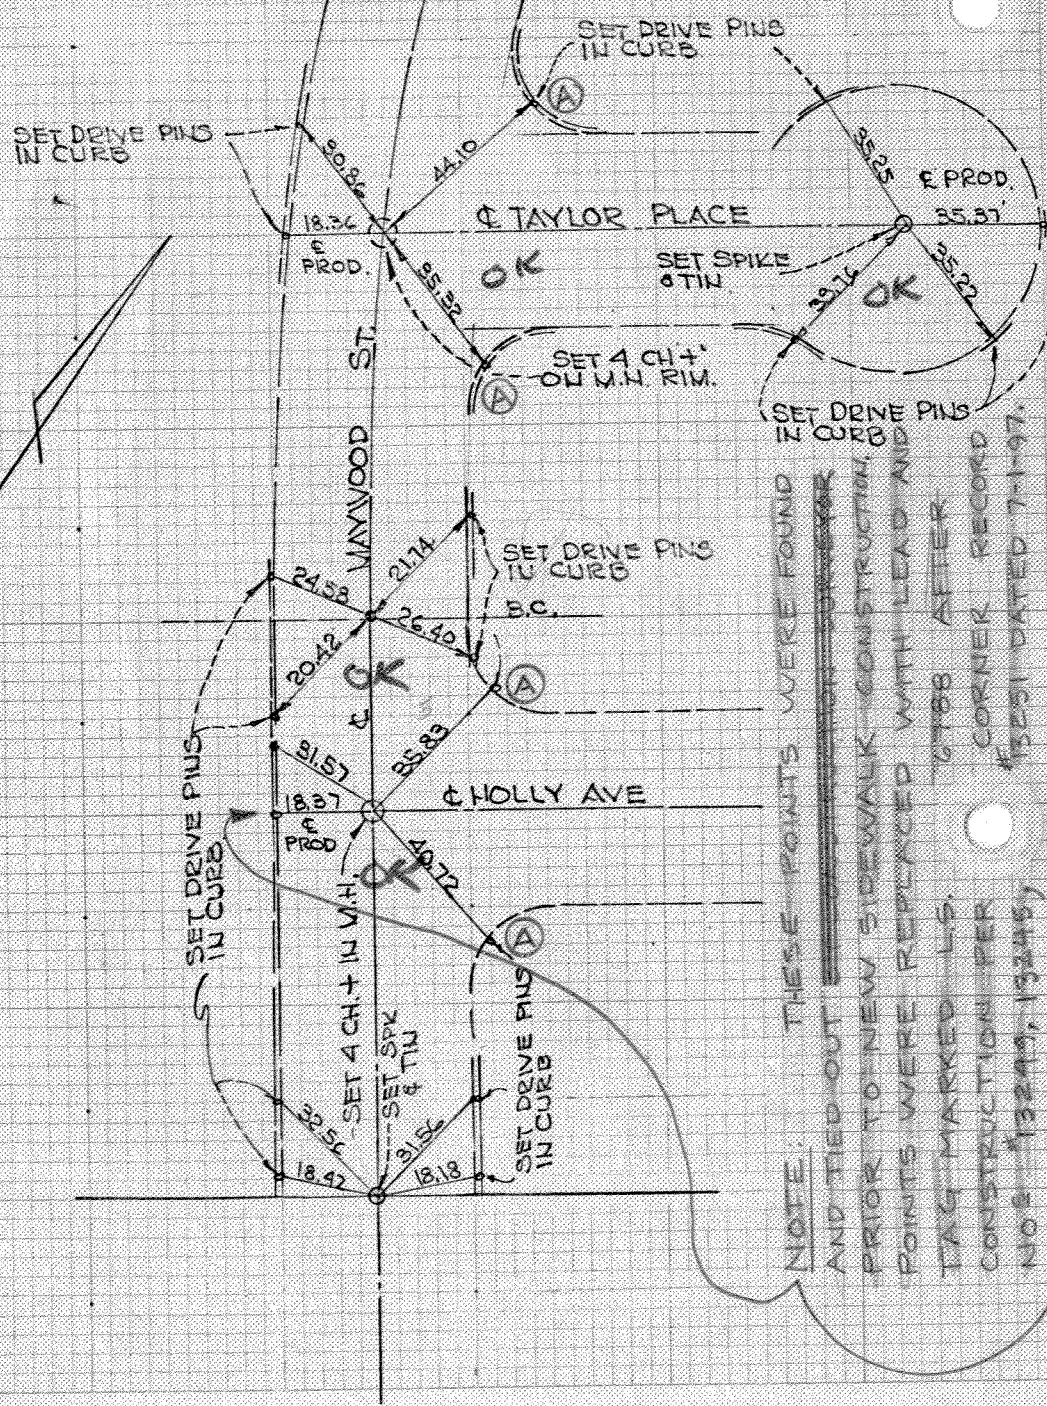 SET DRIVE PINS
IN CURB
A
SET DRIVE PINS
IN CURB
30.86
44.10
35.25
℄ PROD.
35.37'
18.36
℄
PROD.
℄ TAYLOR PLACE
OK
SET SPIKE
& TIN
39.76
OK
35.22
35.32
SET 4 CH +'
ON M.H. RIM.
A
SET DRIVE PINS
IN CURB
℄ MAYWOOD ST.
24.58
21.74
SET DRIVE PINS
IN CURB
B.C.
26.40
20.42
OK
A
31.57
35.83
18.37
℄
PROD
℄ HOLLY AVE
40.72
OK
A
SET DRIVE PINS
IN CURB
SET 4 CH.+ IN M.H.
SET SPK
& TIN
SET DRIVE PINS
IN CURB
32.56
31.56
18.42
18.18
NOTE: THESE POINTS WERE FOUND
AND TIED OUT
PRIOR TO NEW SIDEWALK CONSTRUCTION.
POINTS WERE REPLACED WITH LEAD AND
TAG MARKED L.S. 6788 AFTER
CONSTRUCTION PER CORNER RECORD
NOS #13249, 13245, #13251 DATED 7-1-97.